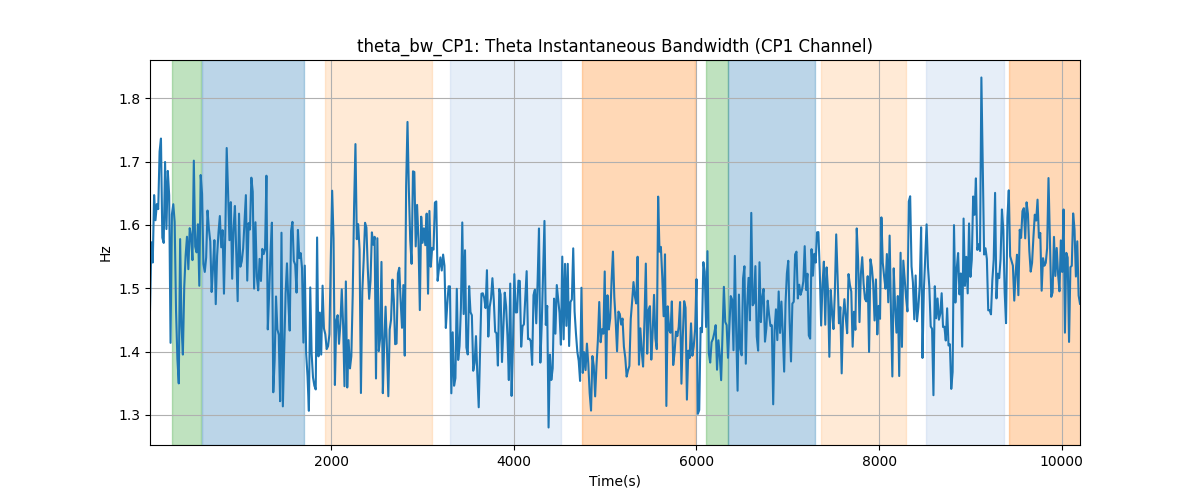 theta_bw_CP1: Theta Instantaneous Bandwidth (CP1 Channel)
1.8
1.7
1.6
1.5
1.4
1.3
Hz
2000 4000 6000 8000 10000
Time(s)